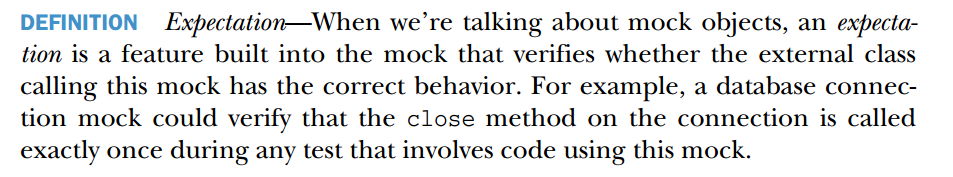 DEFINITION Expectation—When we’re talking about mock objects, an expecta-
tion is a feature built into the mock that verifies whether the external class
calling this mock has the correct behavior. For example, a database connec-
tion mock could verify that the close method on the connection is called
exactly once during any test that involves code using this mock.